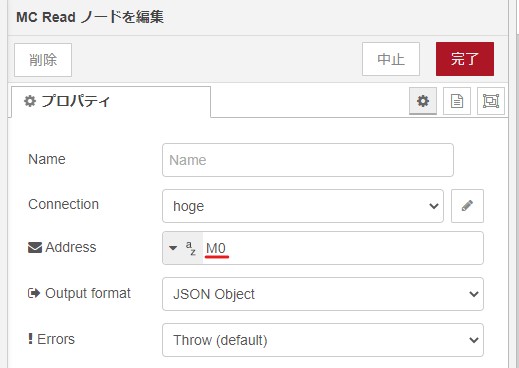 MC Read ノードを編集
削除
中止
完了
プロパティ
Name
Name
Connection
hoge
Address
az
M0
Output format
JSON Object
Errors
Throw (default)